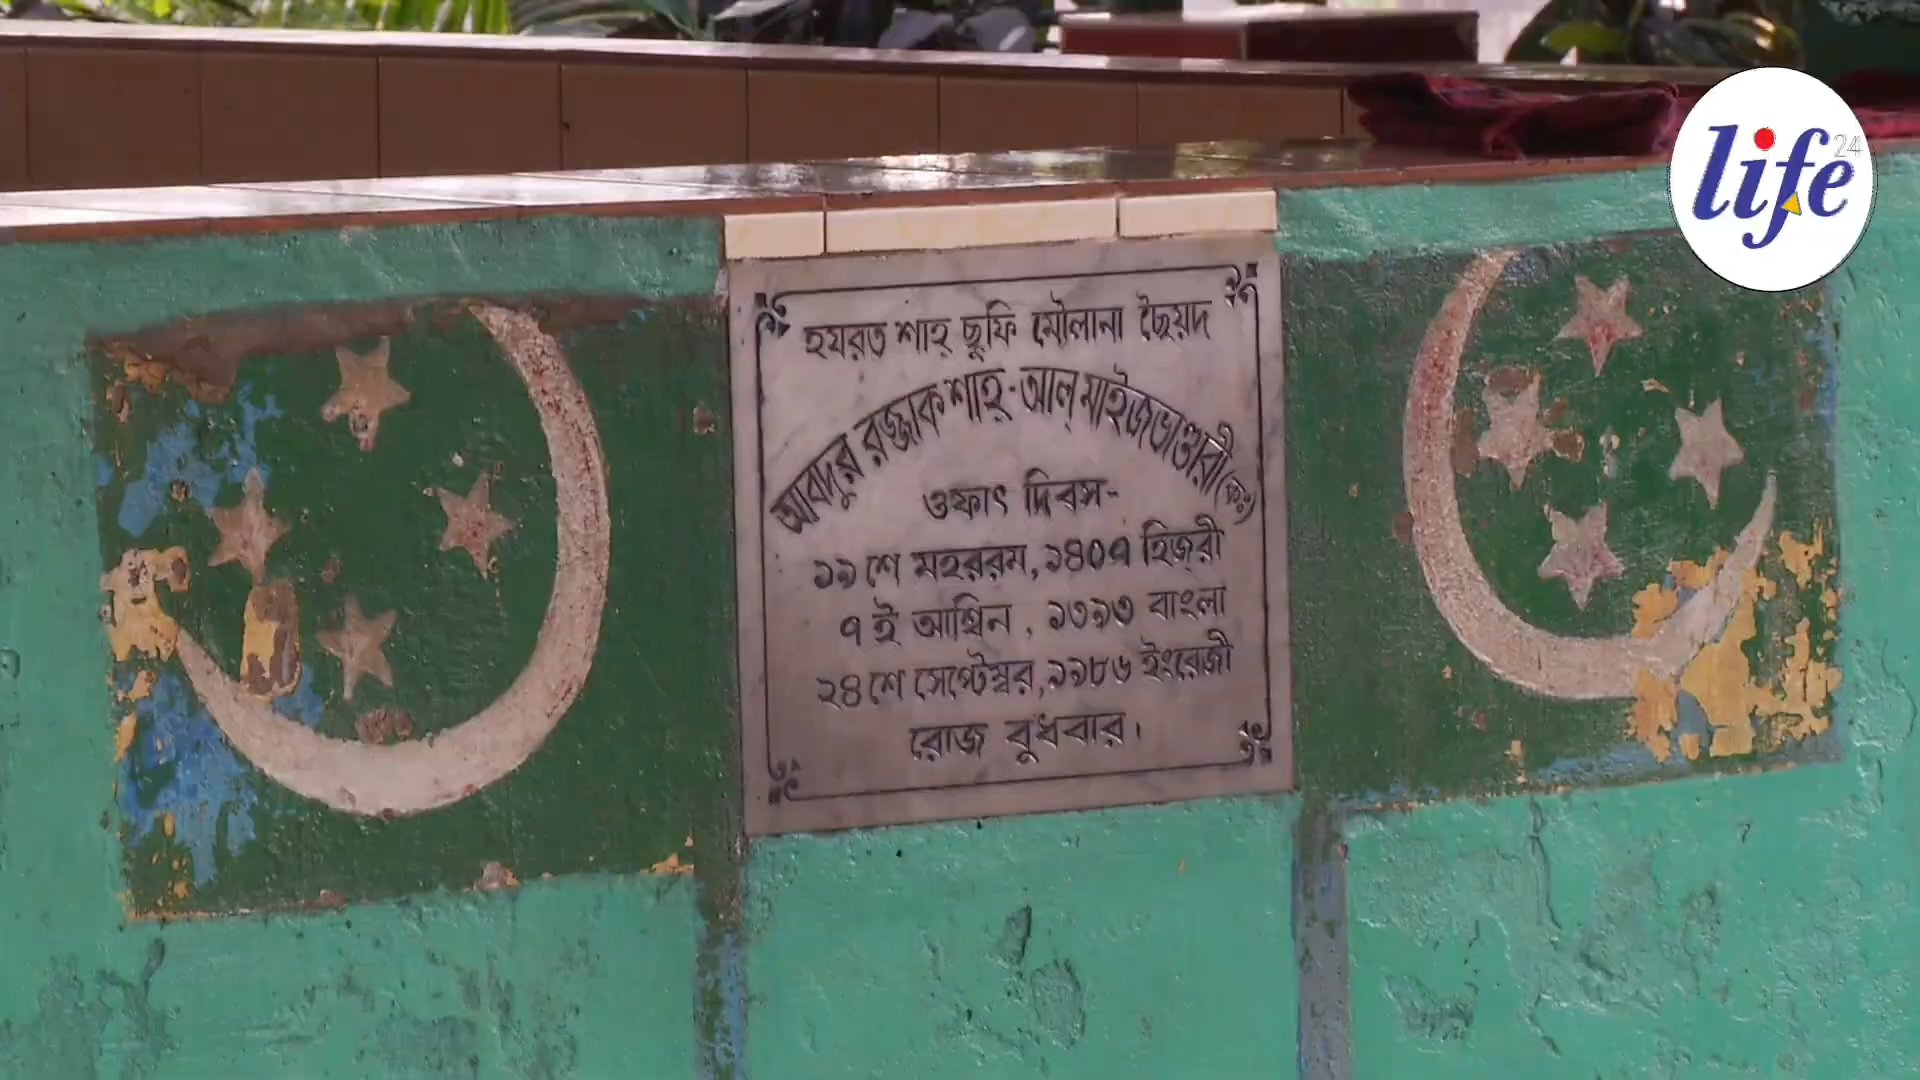 হযরত শাহ্ ছুফি মৌলানা ছৈয়দ
আবদুর রজ্জাক শাহ্-আল্ মাইজভাণ্ডারী (রঃ)
ওফাৎ দিবস-
১৯ শে মহররম, ১৪০৭ হিজ্‌রী
৭ ই আশ্বিন, ১৩৯৩ বাংলা
২৪ শে সেপ্টেম্বর, ১৯৮৬ ইংরেজী
রোজ বুধবার।
life 24